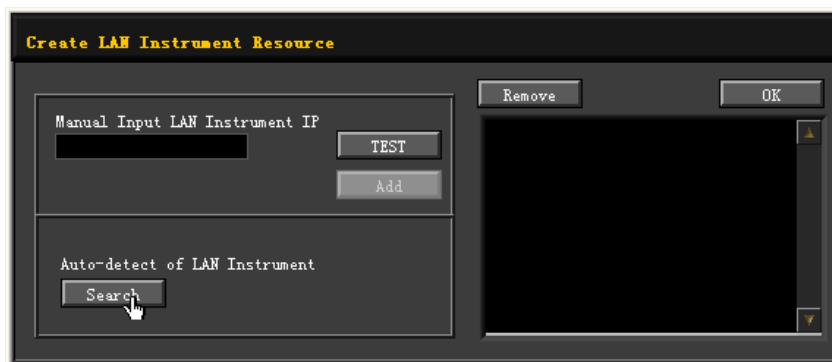 Create LAN Instrument Resource
Remove
OK
Manual Input LAN Instrument IP
TEST
Add
Auto-detect of LAN Instrument
Search